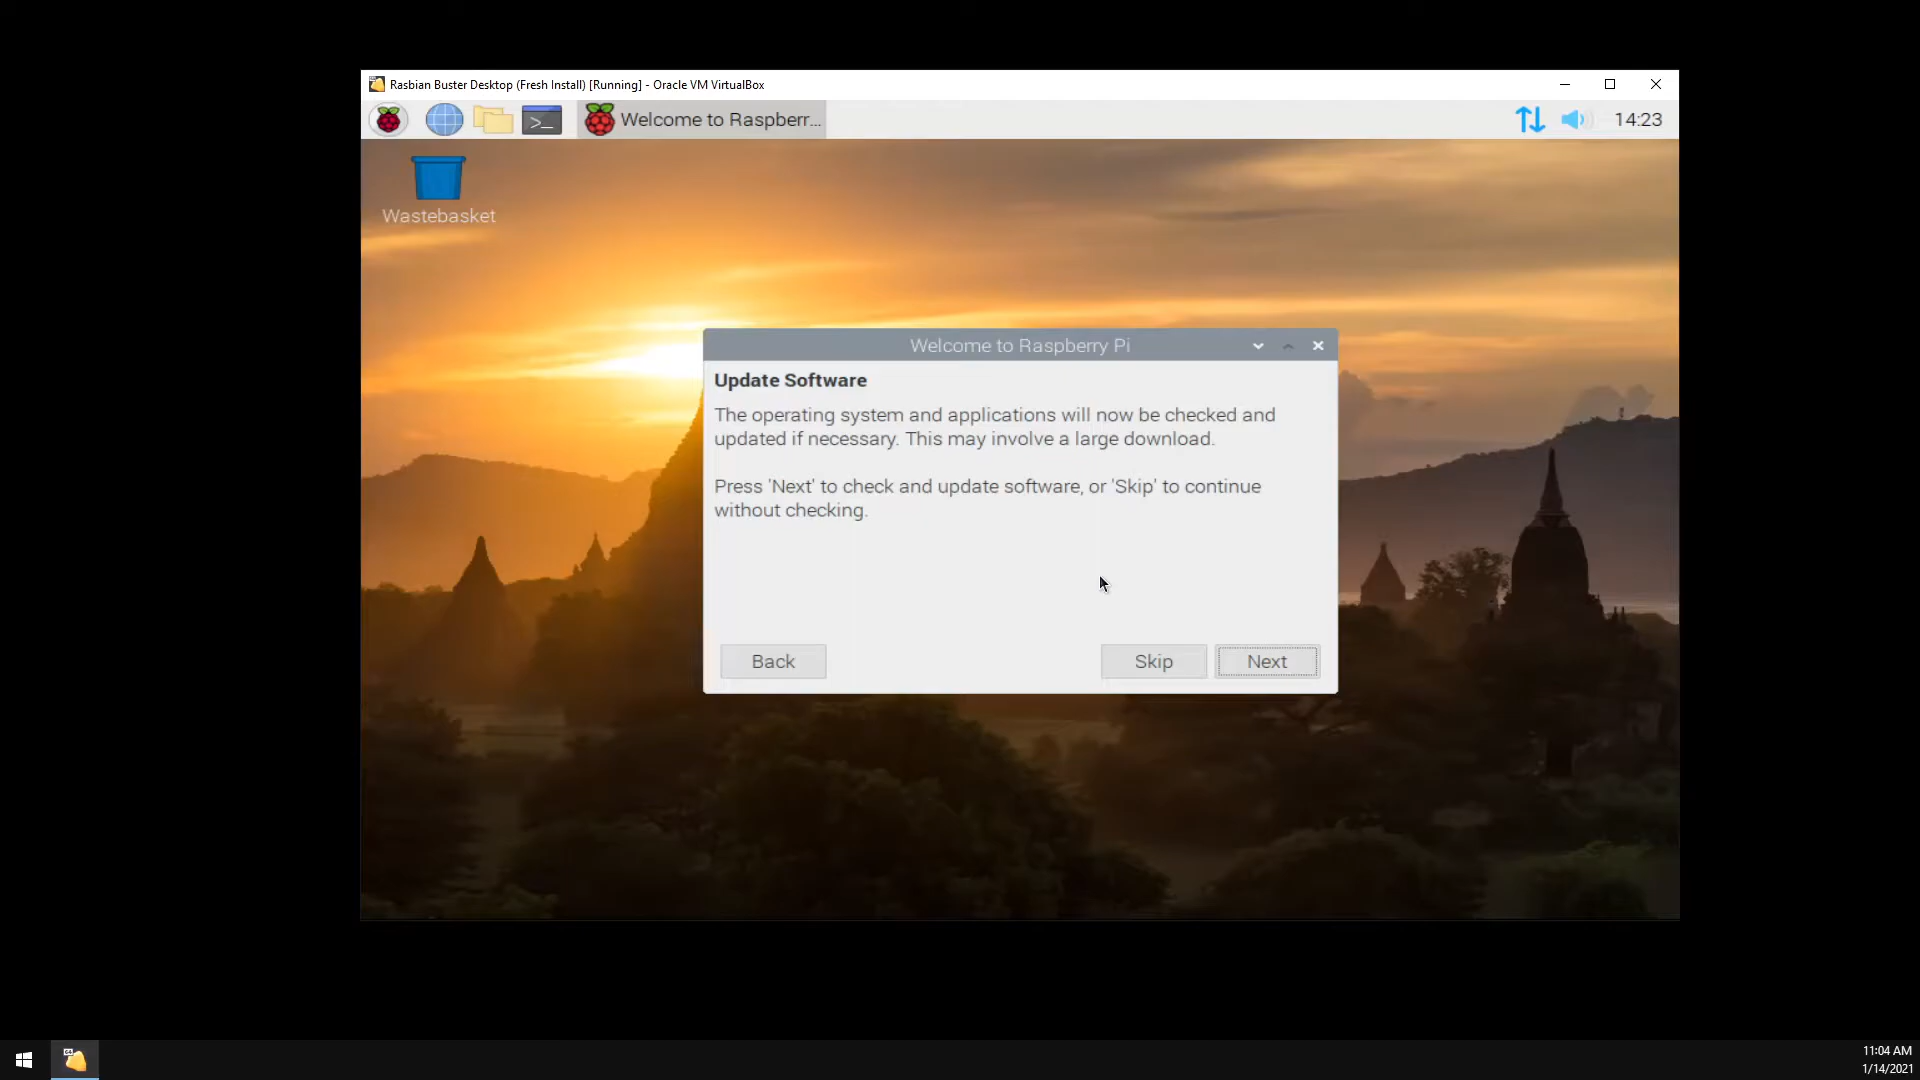 Rasbian Buster Desktop (Fresh Install) [Running] - Oracle VM VirtualBox
>_
Welcome to Raspberr...
14:23
Wastebasket
Welcome to Raspberry Pi
Update Software
The operating system and applications will now be checked and
updated if necessary. This may involve a large download.
Press 'Next' to check and update software, or 'Skip' to continue
without checking.
Back
Skip
Next
64
11:04 AM
1/14/2021